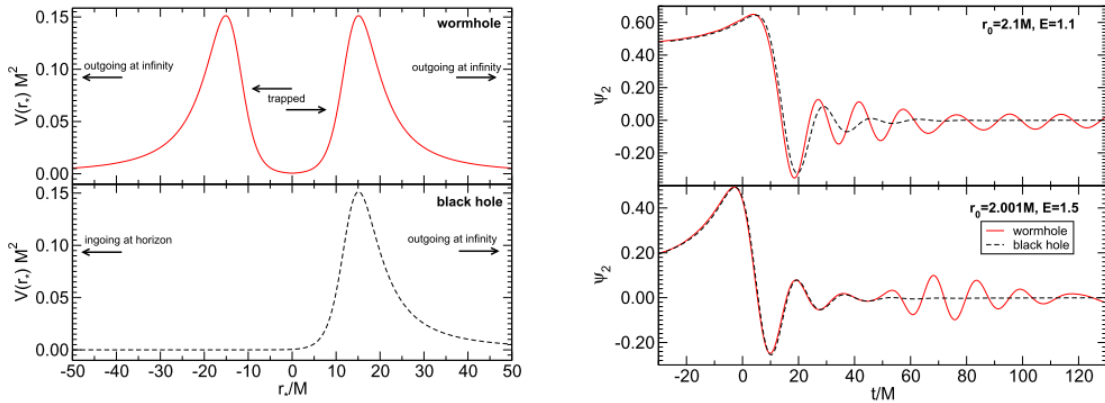 0.15
0.10
0.05
0.00
V(r*) M²
wormhole
outgoing at infinity
outgoing at infinity
trapped
0.15
0.10
0.05
0.00
V(r*) M²
black hole
ingoing at horizon
outgoing at infinity
-50 -40 -30 -20 -10 0 10 20 30 40 50
r*/M
0.60
0.40
0.20
0.00
-0.20
Ψ₂
r₀=2.1M, E=1.1
0.40
0.20
0.00
-0.20
Ψ₂
r₀=2.001M, E=1.5
wormhole
black hole
-20 0 20 40 60 80 100 120
t/M